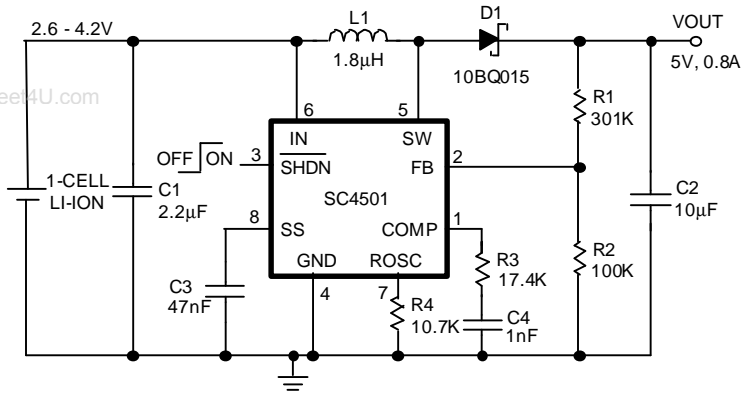 L1
D1
VOUT
2.6 - 4.2V
1.8μH
10BQ015
5V, 0.8A
eet4U.com
6
5
R1
301K
IN
SW
OFF
ON
3
SHDN
FB
2
1-CELL
LI-ION
C1
2.2μF
SC4501
C2
10μF
8
SS
COMP
1
GND
ROSC
R3
17.4K
R2
100K
C3
47nF
4
7
R4
10.7K
C4
1nF